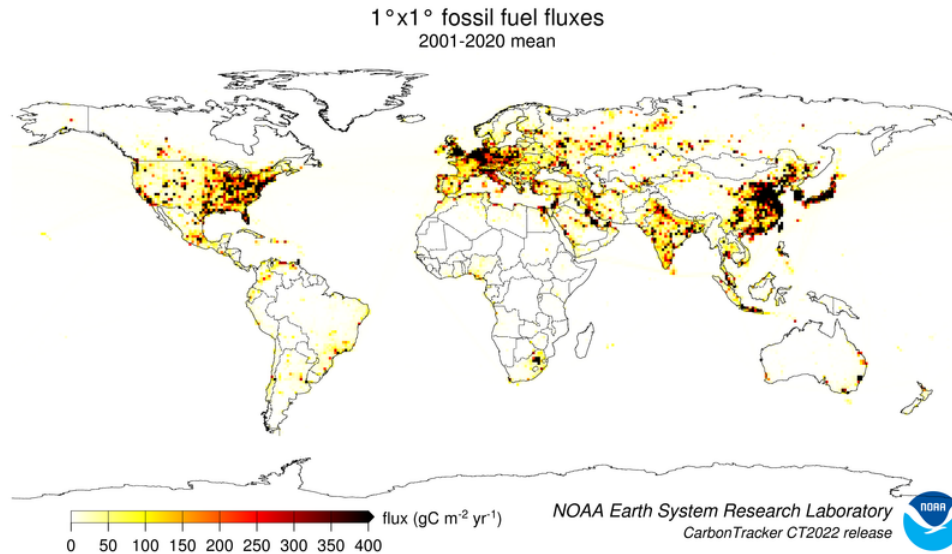 1°x1° fossil fuel fluxes
2001-2020 mean
flux (gC m⁻² yr⁻¹)
0 50 100 150 200 250 300 350 400
NOAA Earth System Research Laboratory
CarbonTracker CT2022 release
NOAA